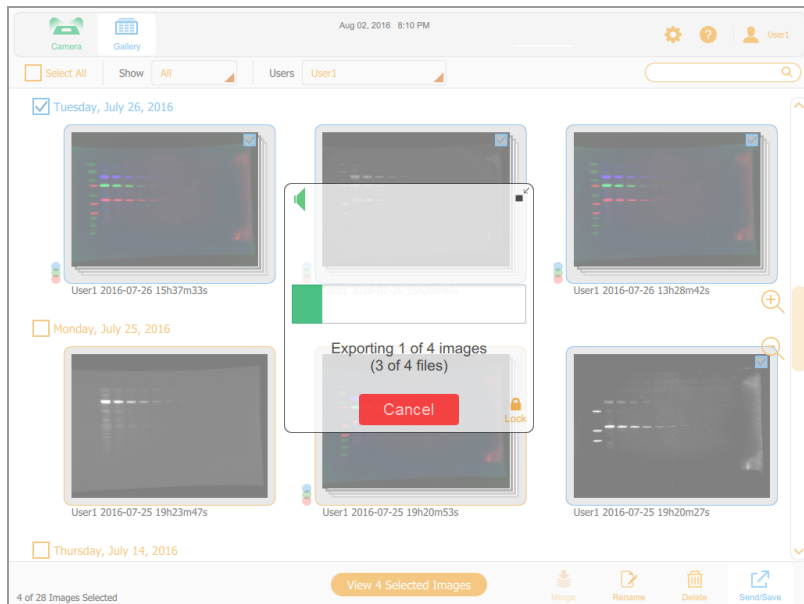 Aug 02, 2016 8:10 PM
Camera
Gallery
User1
Select All
Show
All
Users
User1
Tuesday, July 26, 2016
User1 2016-07-26 15h37m33s
User1 2016-07-26
User1 2016-07-26 13h28m42s
Exporting 1 of 4 images
(3 of 4 files)
Cancel
Lock
Monday, July 25, 2016
User1 2016-07-25 19h23m47s
User1 2016-07-25 19h20m53s
User1 2016-07-25 19h20m27s
Thursday, July 14, 2016
4 of 28 Images Selected
View 4 Selected Images
Merge
Rename
Delete
Send/Save